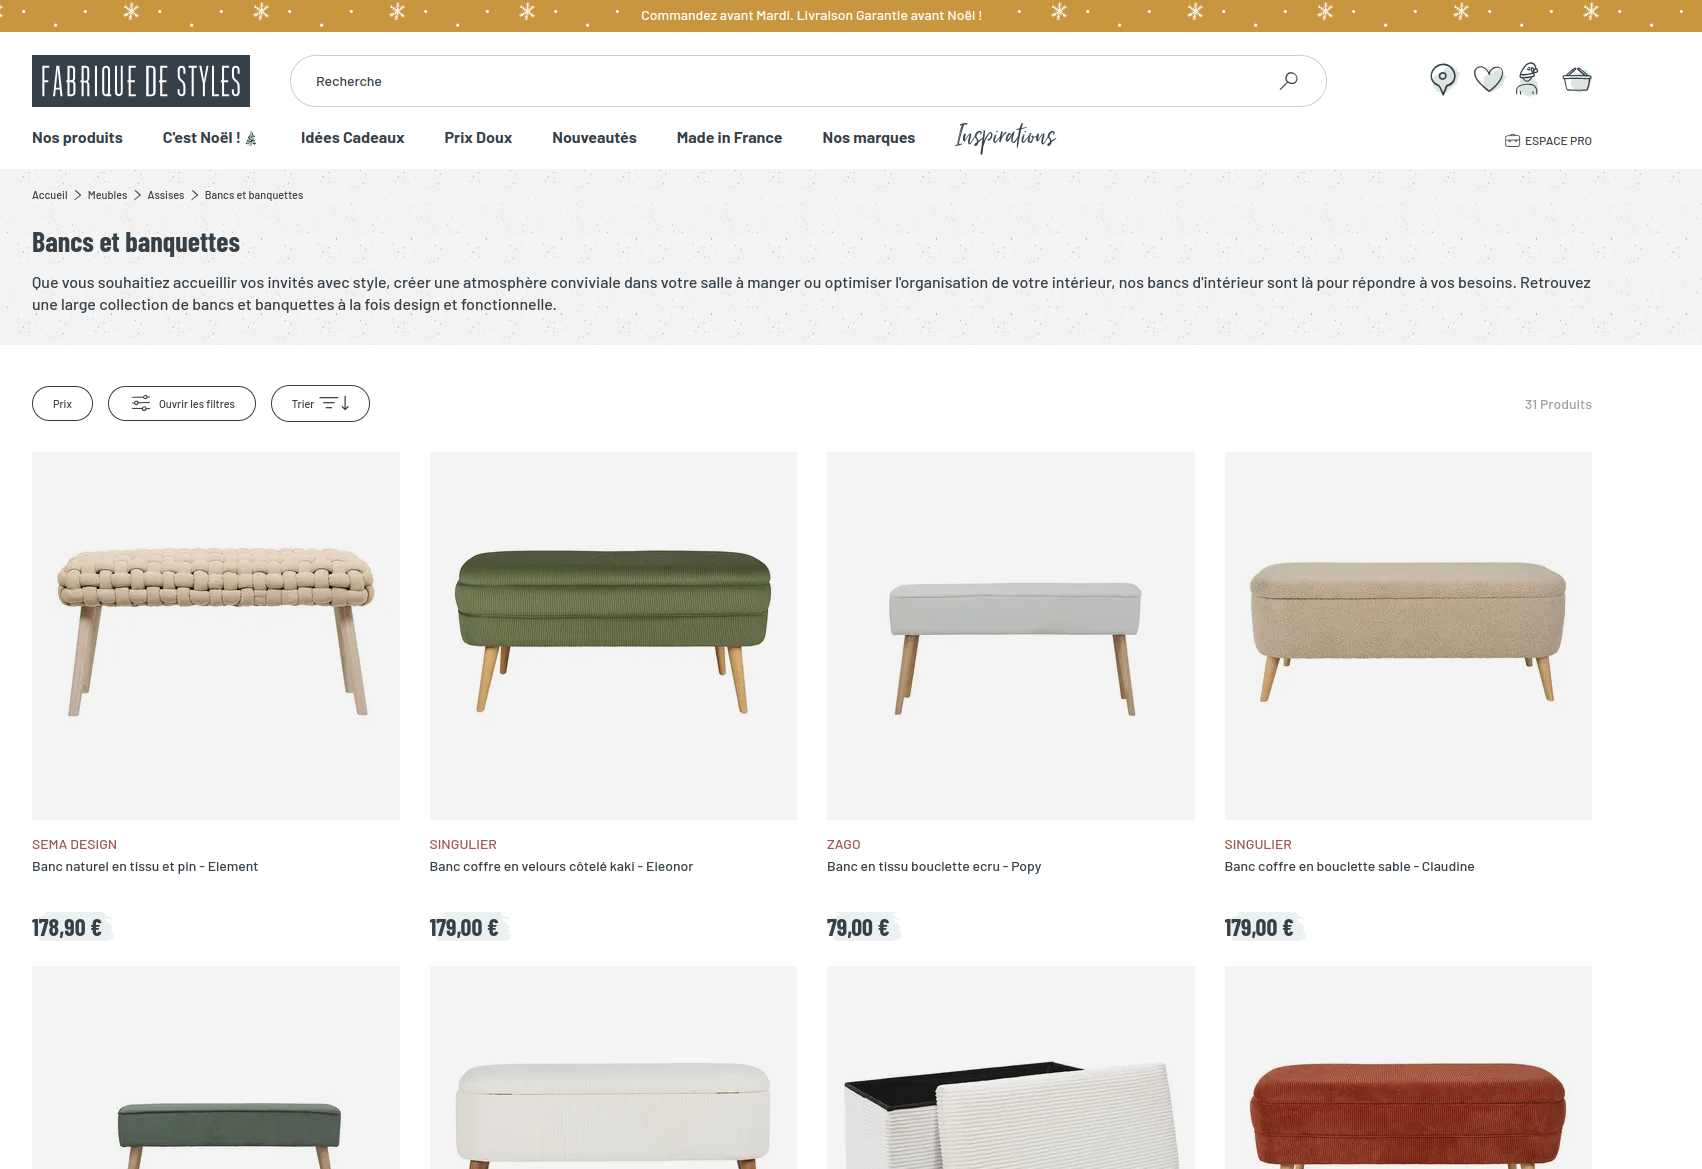 Commandez avant Mardi. Livraison Garantie avant Noël !
FABRIQUE DE STYLES
Recherche
Nos produits
C'est Noël !
Idées Cadeaux
Prix Doux
Nouveautés
Made in France
Nos marques
Inspirations
ESPACE PRO
Accueil > Meubles > Assises > Bancs et banquettes
Bancs et banquettes
Que vous souhaitiez accueillir vos invités avec style, créer une atmosphère conviviale dans votre salle à manger ou optimiser l'organisation de votre intérieur, nos bancs d'intérieur sont là pour répondre à vos besoins. Retrouvez
une large collection de bancs et banquettes à la fois design et fonctionnelle.
Prix
Ouvrir les filtres
Trier
31 Produits
SEMA DESIGN
Banc naturel en tissu et pin - Element
178,90 €
SINGULIER
Banc coffre en velours côtelé kaki - Eleonor
179,00 €
ZAGO
Banc en tissu bouclette ecru - Popy
79,00 €
SINGULIER
Banc coffre en bouclette sable - Claudine
179,00 €